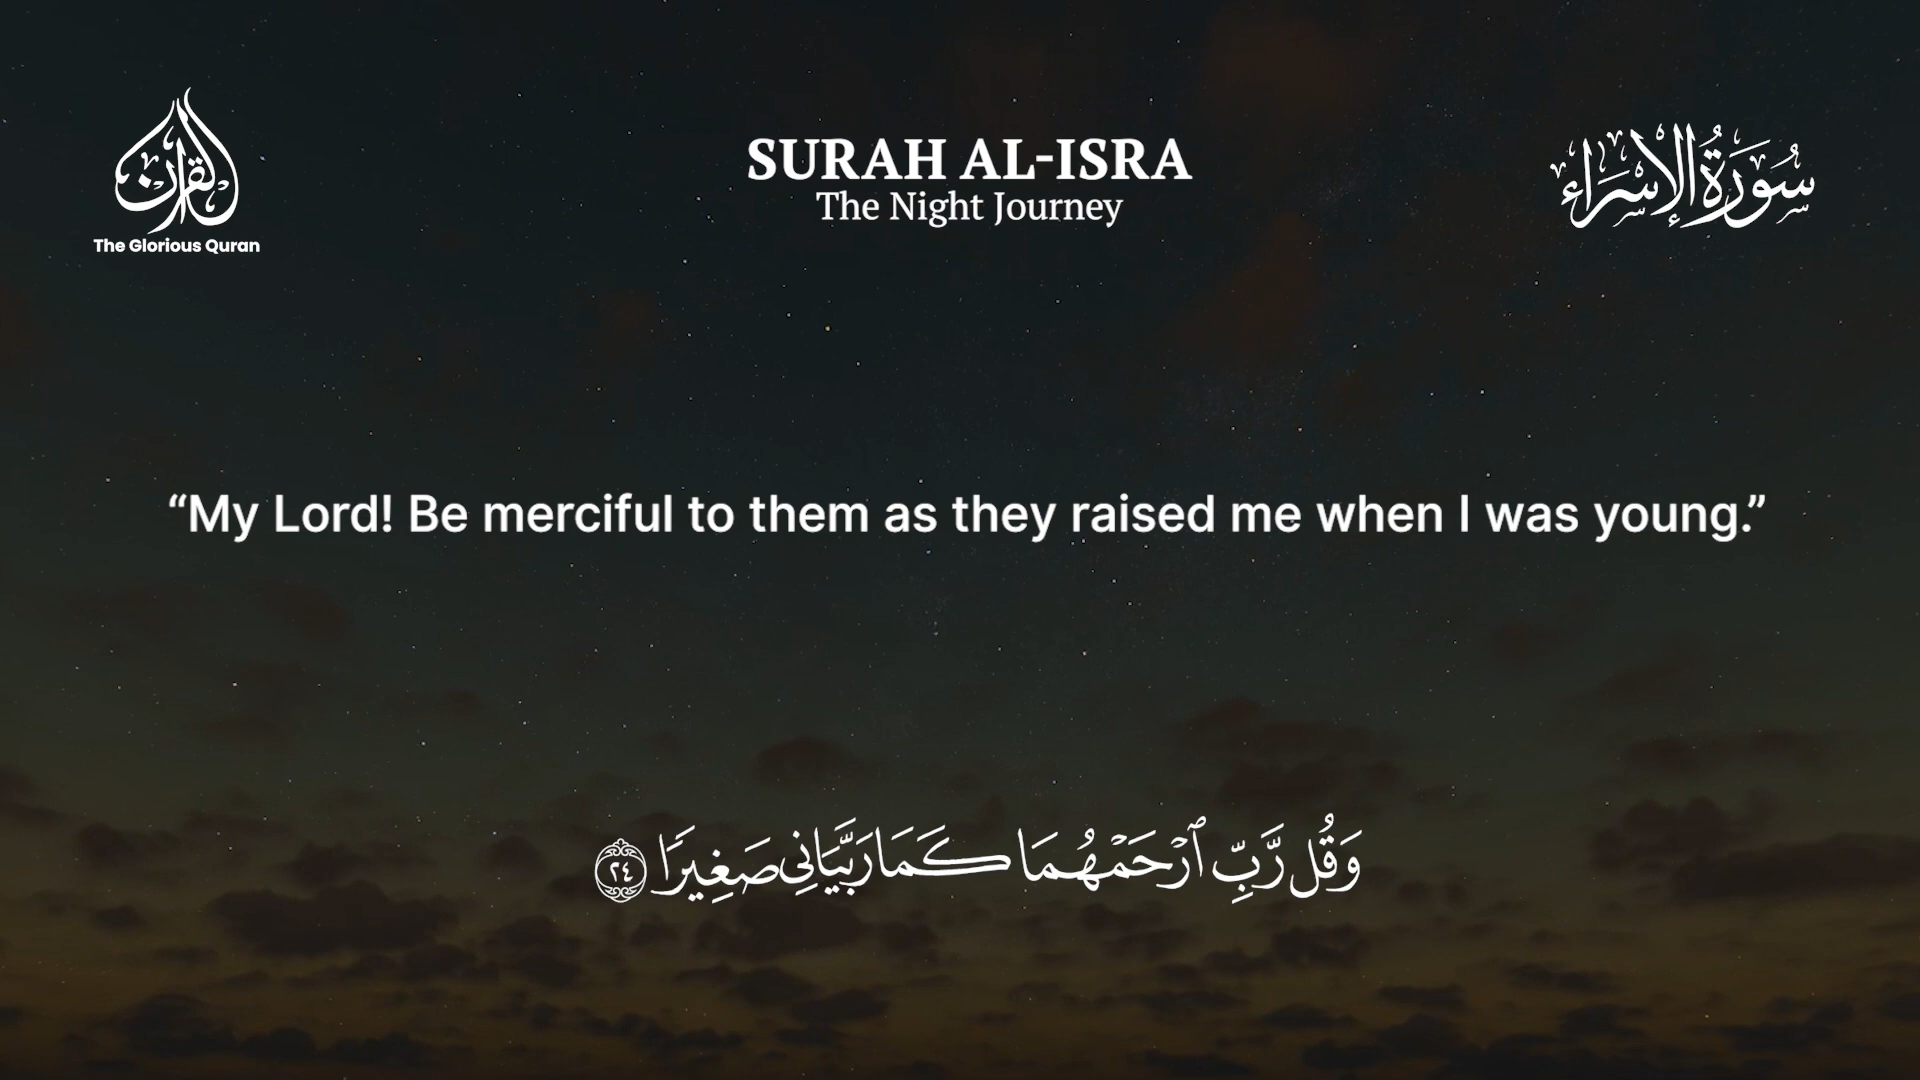 القرآن
The Glorious Quran
SURAH AL-ISRA
The Night Journey
سُورَةُ الإِسْرَاءِ
“My Lord! Be merciful to them as they raised me when I was young.”
وَقُل رَّبِّ ٱرْحَمْهُمَا كَمَا رَبَّيَانِى صَغِيرًا ٢٤